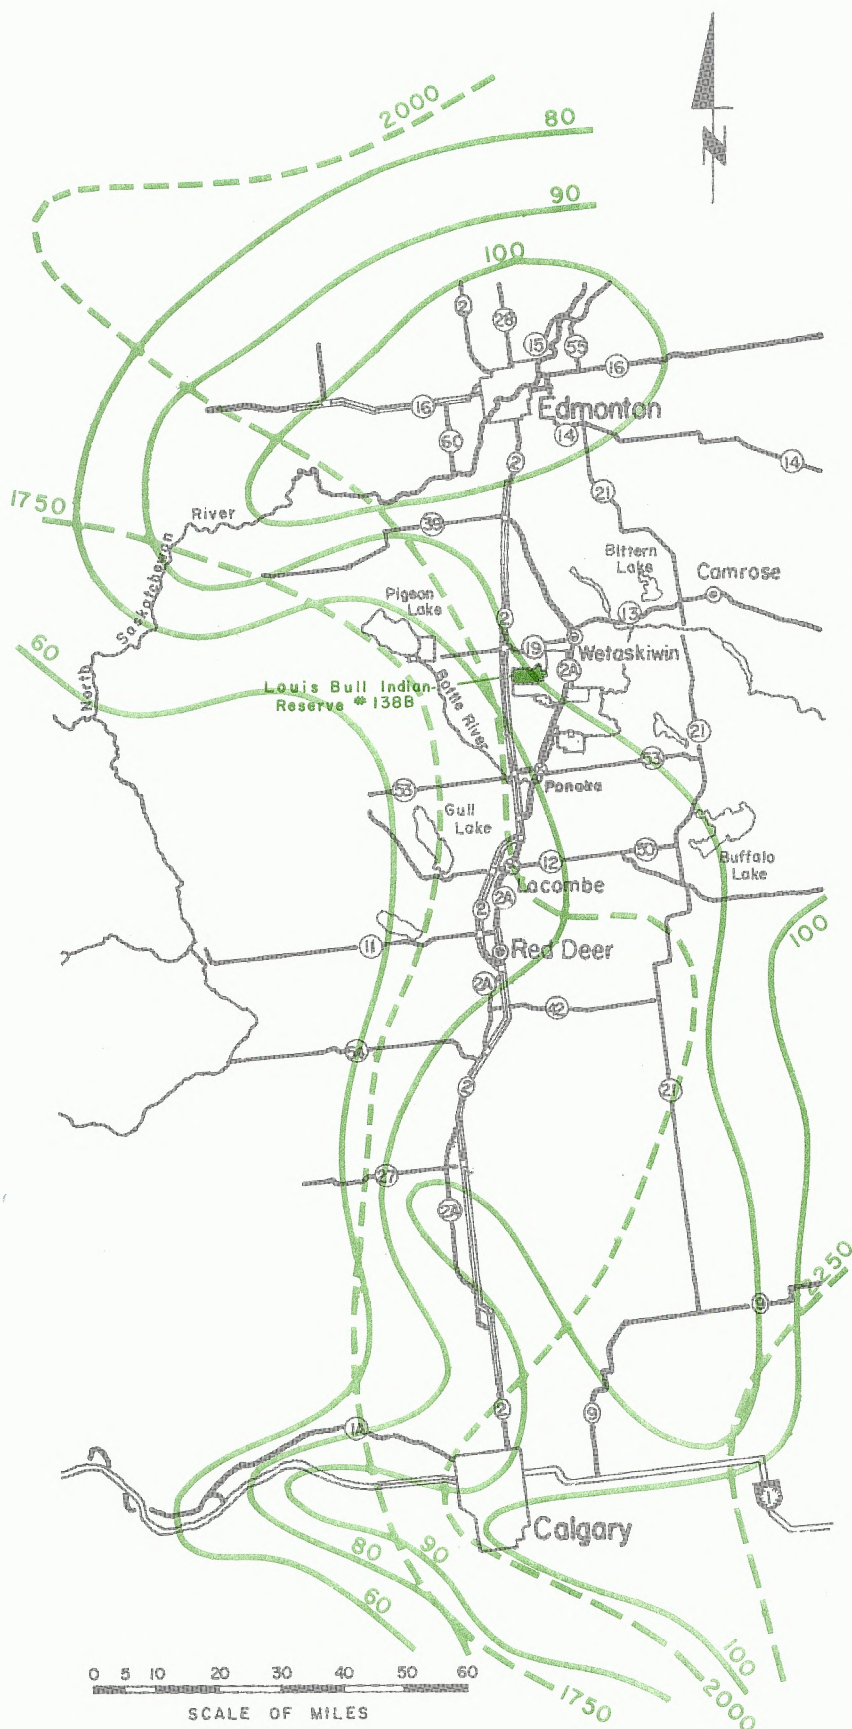 N
2000
80
90
100
2
28
15
55
16
16
Edmonton
60
14
14
2
21
1750
River
39
Saskatchewan
Bittern
Lake
Camrose
Pigeon
Lake
2
13
19
Wetaskiwin
60
2A
North
Louis Bull Indian
Reserve # 138B
Battle River
21
53
53
Ponoka
Gull
Lake
50
Buffalo
Lake
12
Lacombe
2A
2
100
11
Red Deer
2A
42
54
2
21
27
2A
2250
9
2
9
1A
1
Calgary
90
80
60
100
2000
1750
0 5 10 20 30 40 50 60
SCALE OF MILES